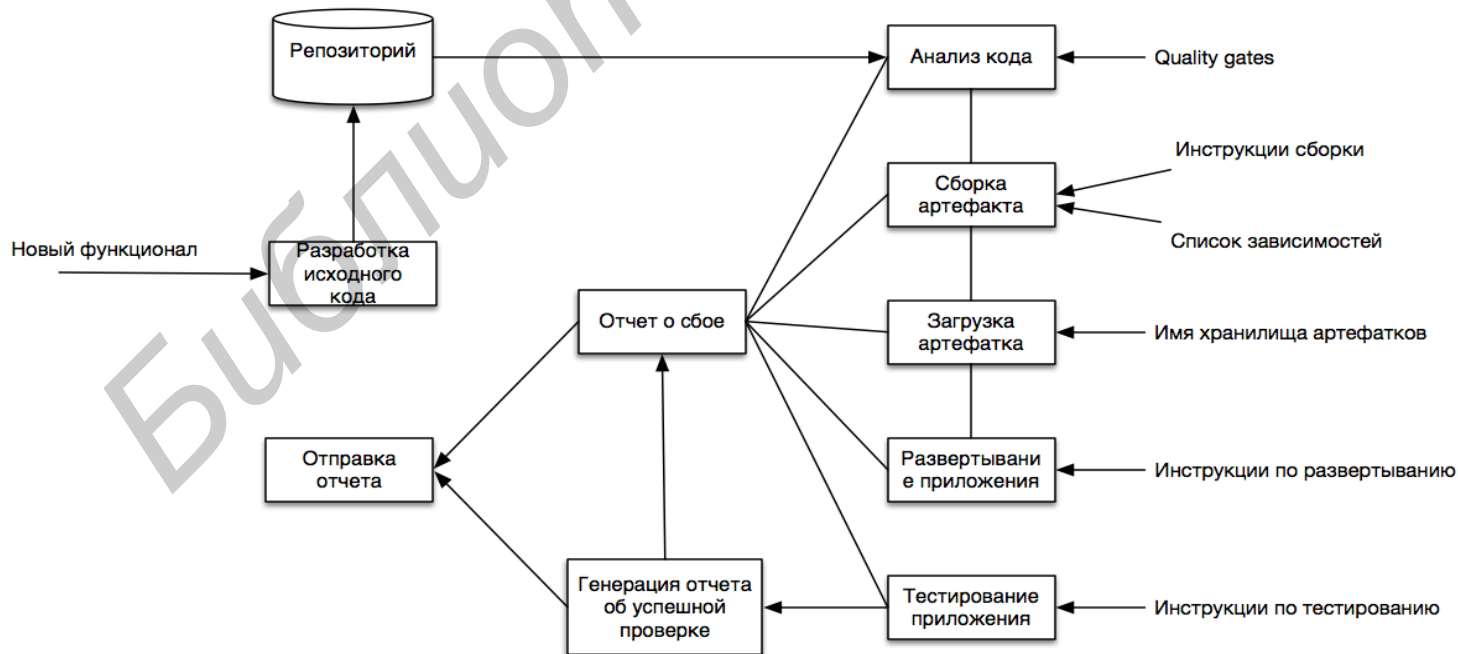 Репозиторий
Анализ кода
Quality gates
Инструкции сборки
Сборка
артефакта
Список зависимостей
Новый функционал
Разработка
исходного
кода
Отчет о сбое
Загрузка
артефатка
Имя хранилища артефатков
Отправка
отчета
Развертывани
е приложения
Инструкции по развертыванию
Генерация отчета
об успешной
проверке
Тестирование
приложения
Инструкции по тестированию
Библиот